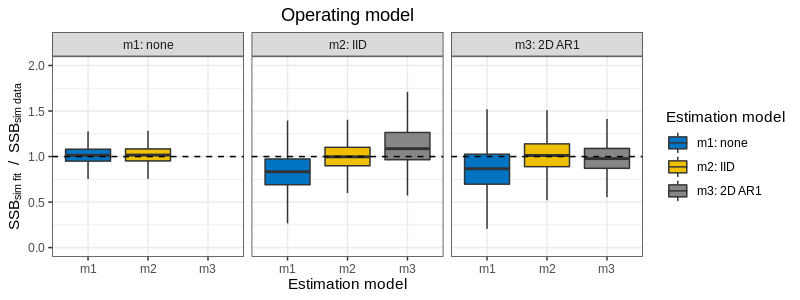 Operating model
m1: none
m2: IID
m3: 2D AR1
SSBsim fit / SSBsim data
2.0
1.5
1.0
0.5
0.0
m1 m2 m3
m1 m2 m3
m1 m2 m3
Estimation model
Estimation model
m1: none
m2: IID
m3: 2D AR1